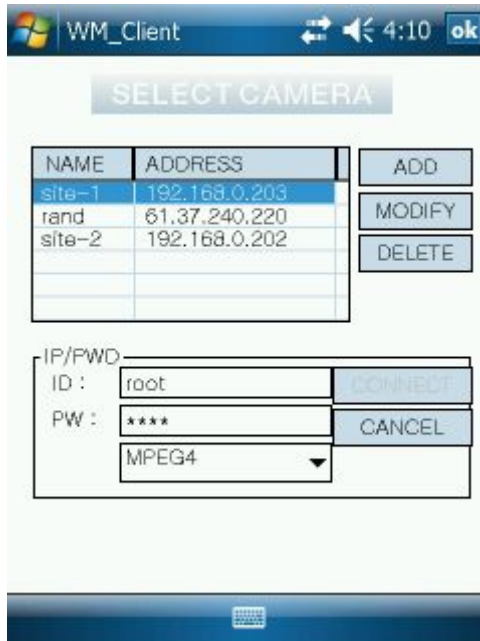 WM_Client 4:10 ok
SELECT CAMERA
NAME ADDRESS
site-1 192.168.0.203
rand 61.37.240.220
site-2 192.168.0.202
ADD
MODIFY
DELETE
IP/PWD
ID : root
CONNECT
PW : ****
CANCEL
MPEG4